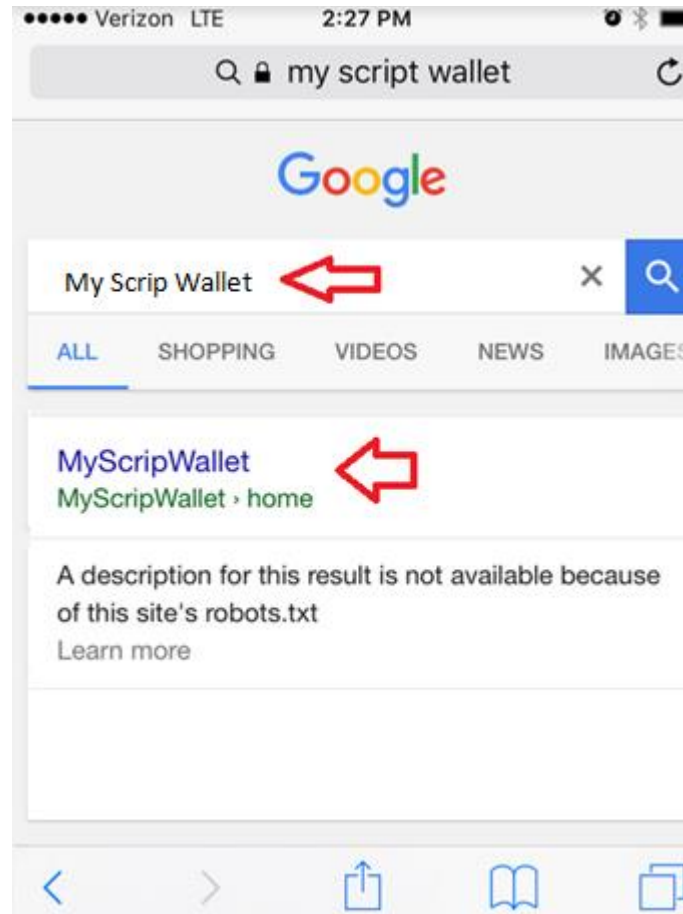 Verizon LTE 2:27 PM
my script wallet
Google
My Scrip Wallet
ALL SHOPPING VIDEOS NEWS IMAGES
MyScripWallet
MyScripWallet › home
A description for this result is not available because
of this site's robots.txt
Learn more